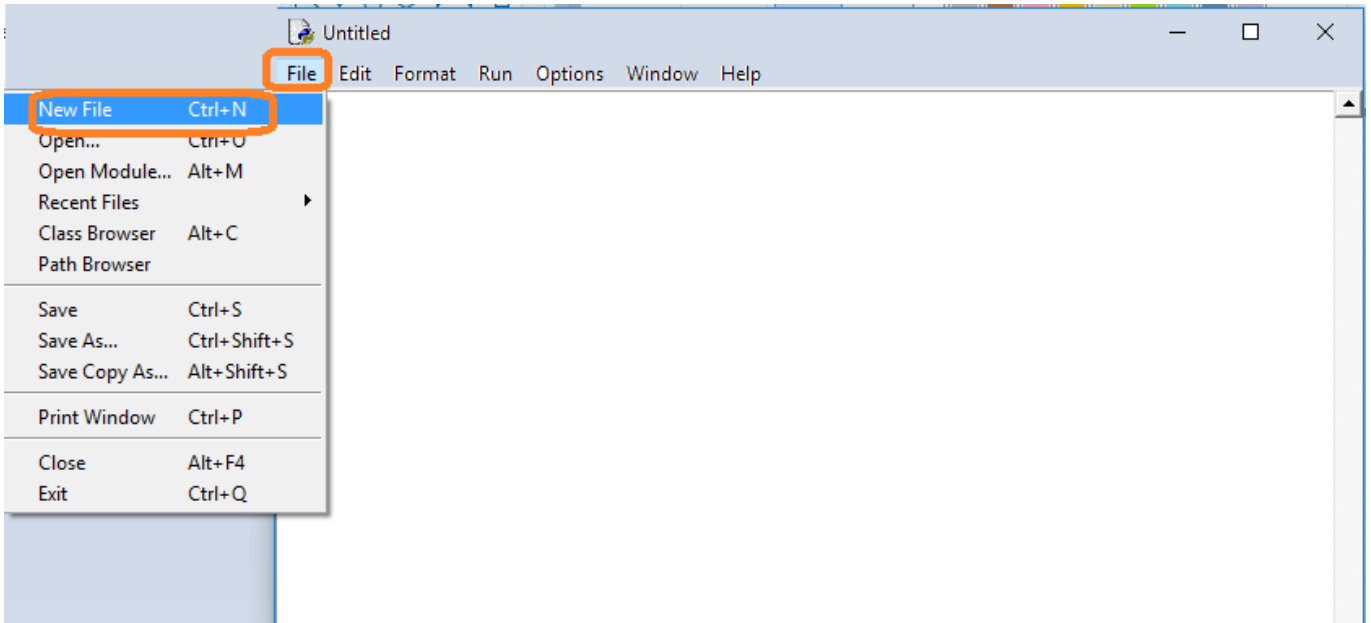 Untitled
File Edit Format Run Options Window Help
New File Ctrl+N
Open... Ctrl+O
Open Module... Alt+M
Recent Files
Class Browser Alt+C
Path Browser
Save Ctrl+S
Save As... Ctrl+Shift+S
Save Copy As... Alt+Shift+S
Print Window Ctrl+P
Close Alt+F4
Exit Ctrl+Q